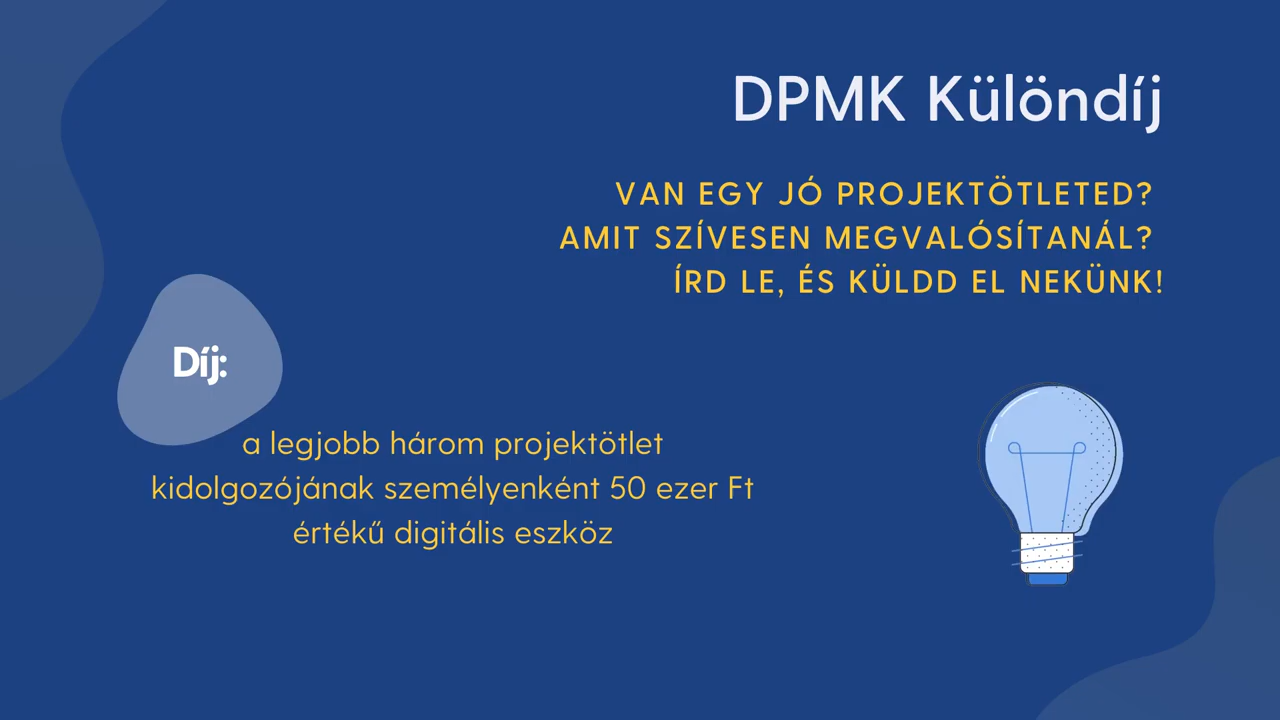 DPMK Különdíj
VAN EGY JÓ PROJEKTÖTLETED?
AMIT SZÍVESEN MEGVALÓSÍTANÁL?
ÍRD LE, ÉS KÜLDD EL NEKÜNK!
Díj:
a legjobb három projektötlet
kidolgozójának személyenként 50 ezer Ft
értékű digitális eszköz